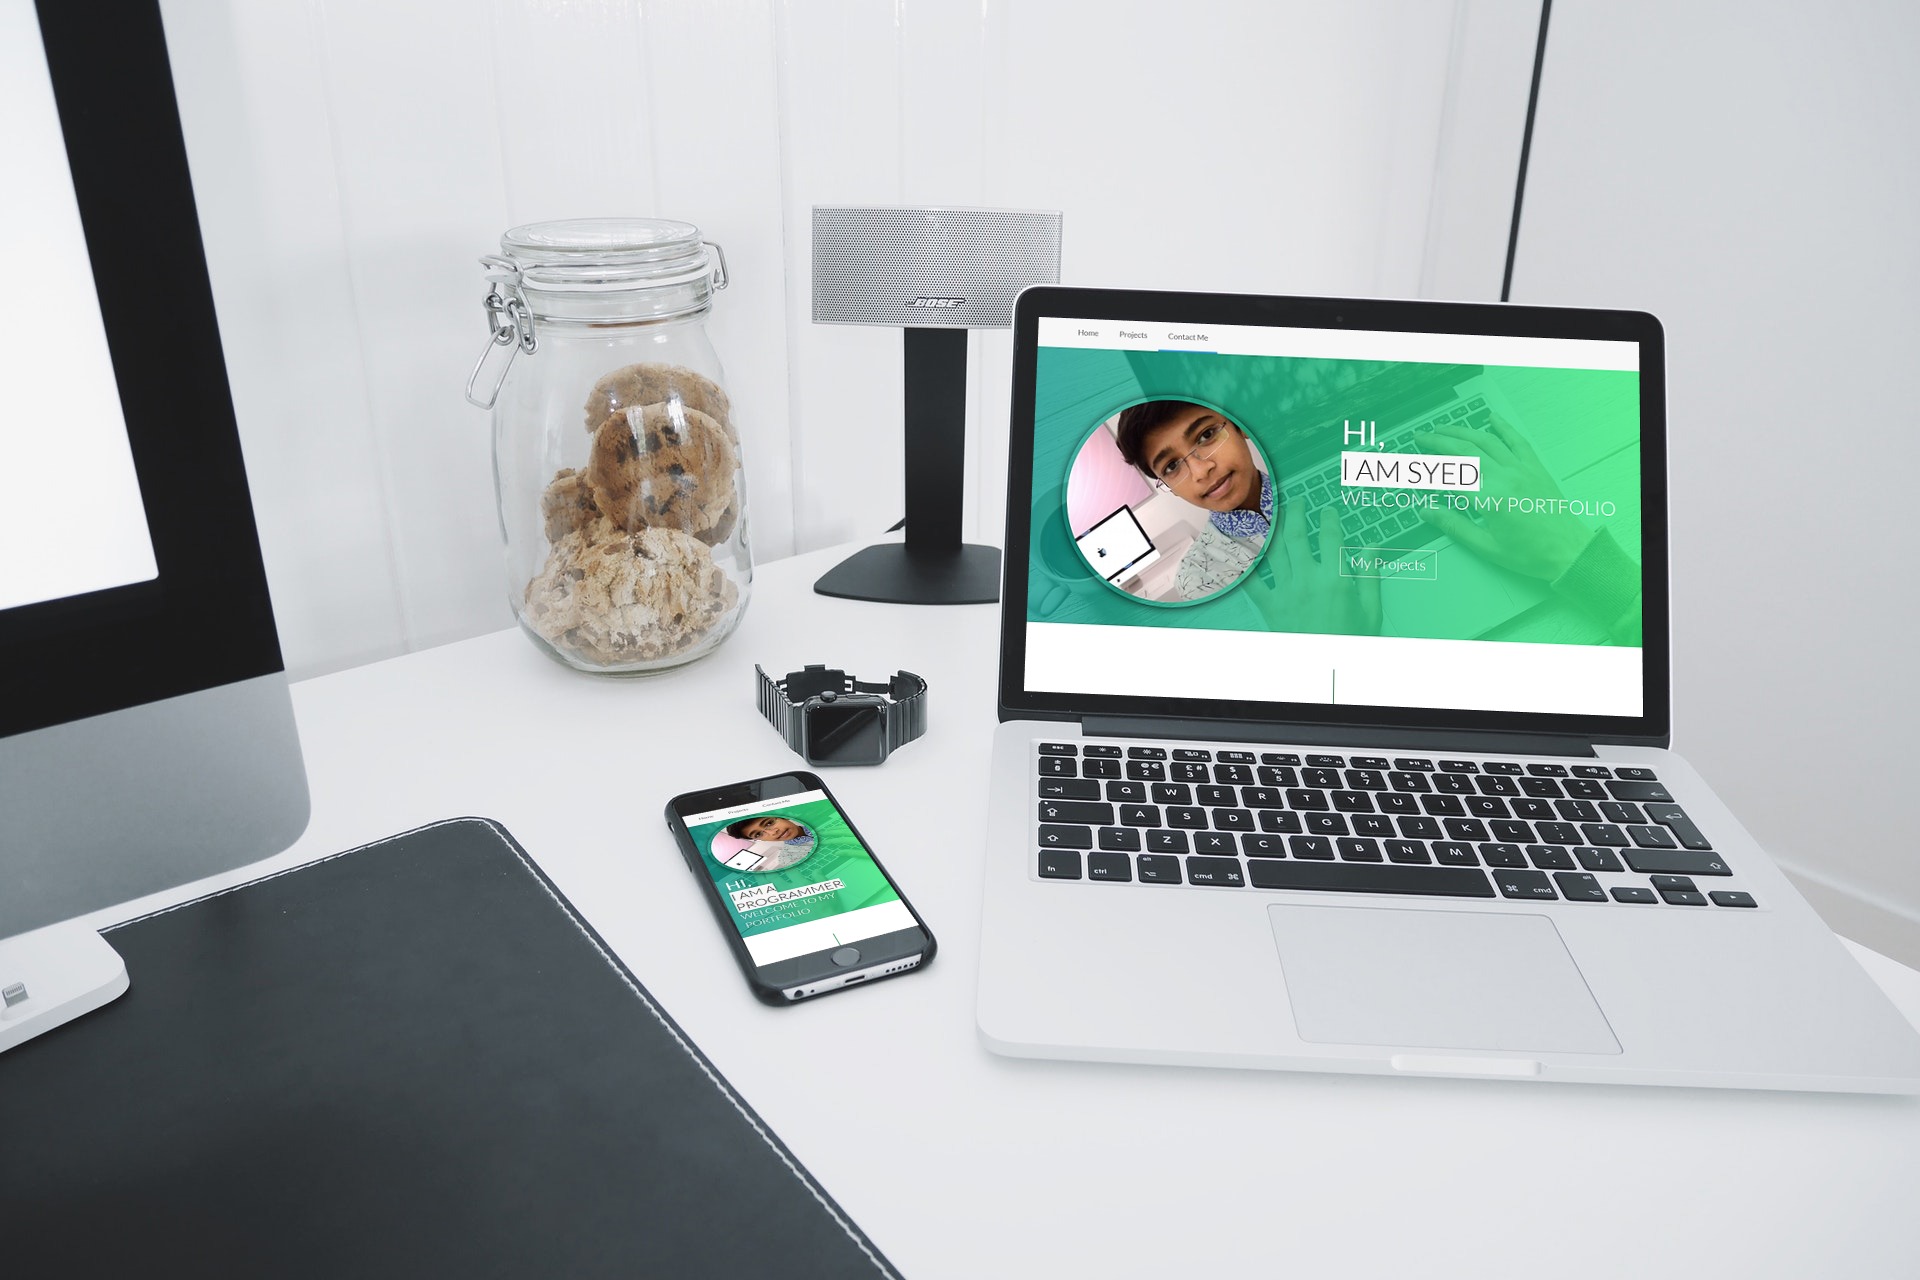 BOSE
Home Projects Contact Me
HI,
I AM SYED
WELCOME TO MY PORTFOLIO
My Projects
Home Projects Contact Me
HI,
I AM A
PROGRAMMER
WELCOME TO MY
PORTFOLIO
esc
Q W E R T Y U I O P
A S D F G H J K L
Z X C V B N M
fn ctrl alt cmd cmd alt